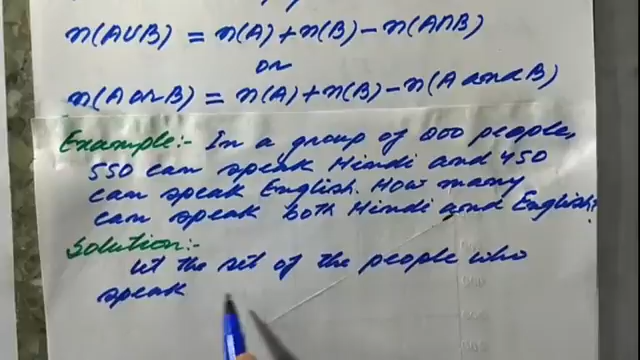 n(AUB) = n(A) + n(B) - n(A∩B)
or
n(A or B) = n(A) + n(B) - n(A and B)
Example:- In a group of 800 people,
550 can speak Hindi and 450
can speak English. How many
can speak both Hindi and English?
Solution:-
Let the set of the people who
speak